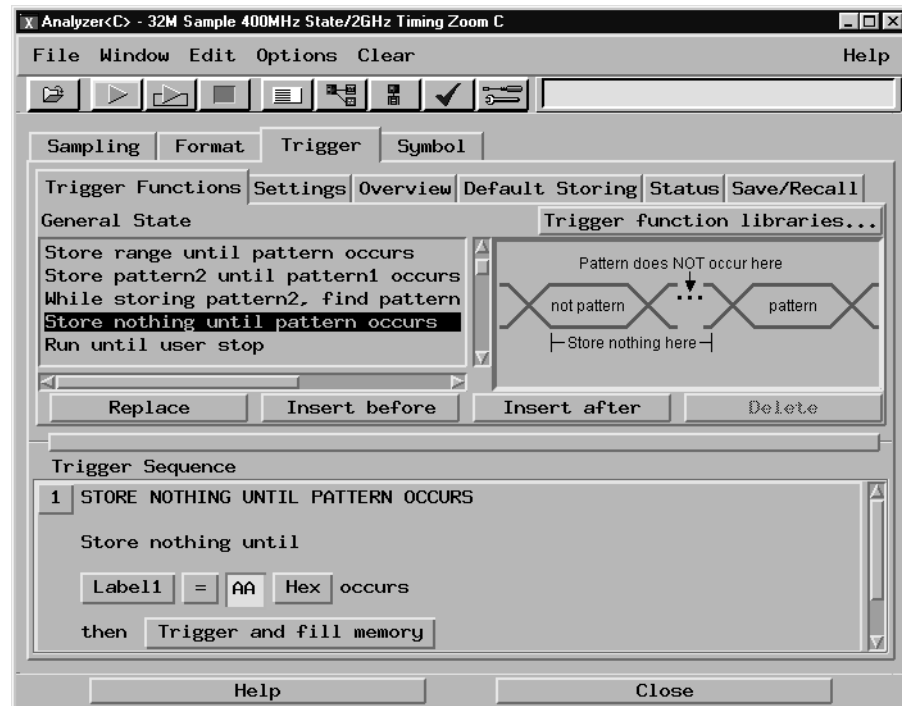 X Analyzer<C> - 32M Sample 400MHz State/2GHz Timing Zoom C
File Window Edit Options Clear Help
Sampling Format Trigger Symbol
Trigger Functions Settings Overview Default Storing Status Save/Recall
General State Trigger function libraries...
Store range until pattern occurs
Store pattern2 until pattern1 occurs
While storing pattern2, find pattern
Store nothing until pattern occurs
Run until user stop
Pattern does NOT occur here
not pattern ... pattern
Store nothing here
Replace Insert before Insert after Delete
Trigger Sequence
1 STORE NOTHING UNTIL PATTERN OCCURS
Store nothing until
Label1 = AA Hex occurs
then Trigger and fill memory
Help Close